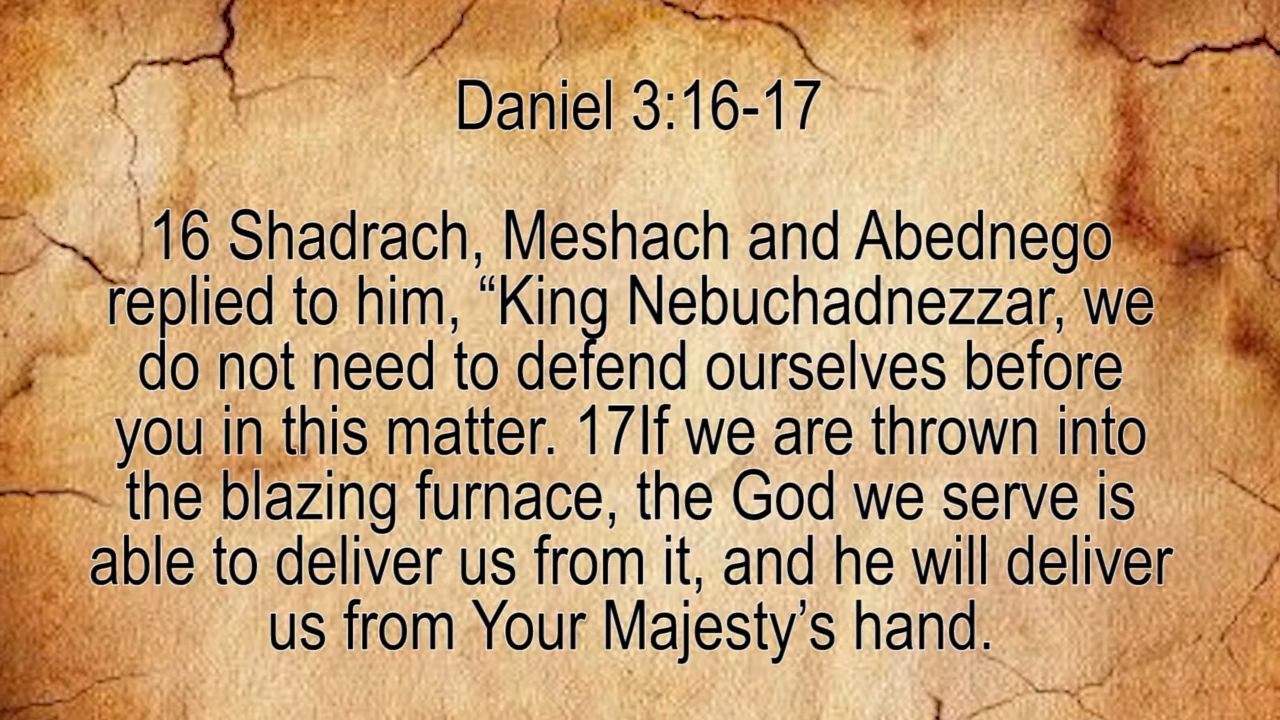 Daniel 3:16-17
16 Shadrach, Meshach and Abednego
replied to him, “King Nebuchadnezzar, we
do not need to defend ourselves before
you in this matter. 17If we are thrown into
the blazing furnace, the God we serve is
able to deliver us from it, and he will deliver
us from Your Majesty’s hand.